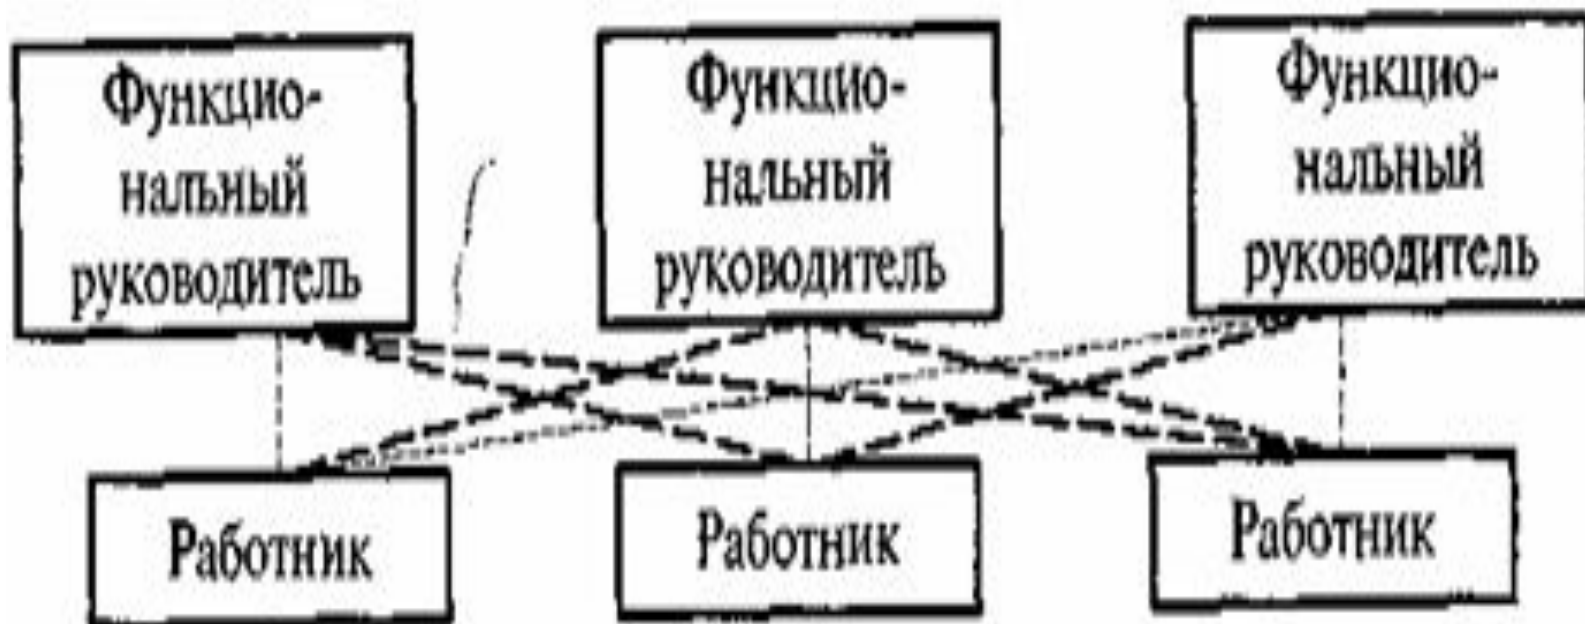 Функцио-
нальный
руководитель
Функцио-
нальный
руководитель
Функцио-
нальный
руководитель
Работник
Работник
Работник